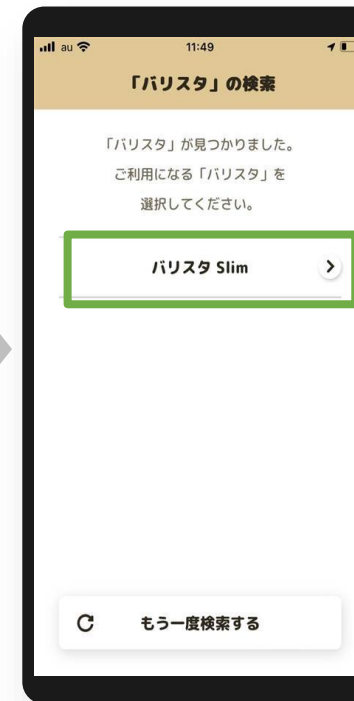 au 11:49
「バリスタ」の検索
「バリスタ」が見つかりました。
ご利用になる「バリスタ」を
選択してください。
バリスタ Slim
もう一度検索する